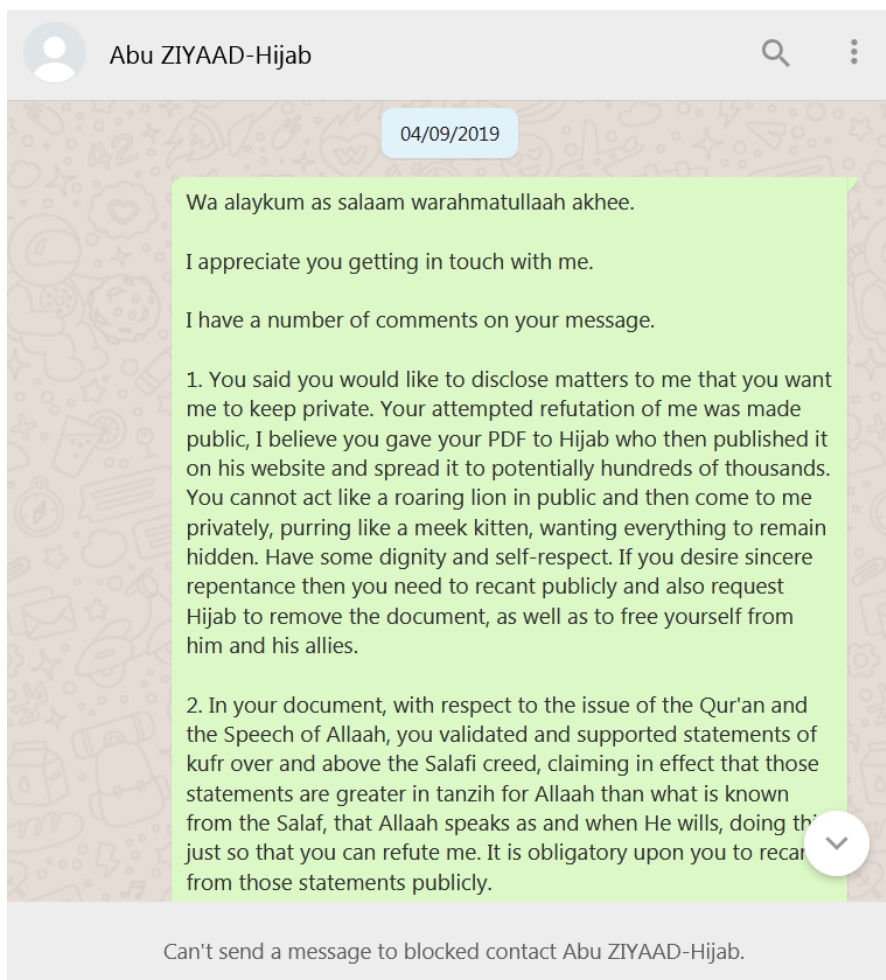 Abu ZIYAAD-Hijab
04/09/2019
Wa alaykum as salaam warahmatullaah akhee.
I appreciate you getting in touch with me.
I have a number of comments on your message.
1. You said you would like to disclose matters to me that you want
me to keep private. Your attempted refutation of me was made
public, I believe you gave your PDF to Hijab who then published it
on his website and spread it to potentially hundreds of thousands.
You cannot act like a roaring lion in public and then come to me
privately, purring like a meek kitten, wanting everything to remain
hidden. Have some dignity and self-respect. If you desire sincere
repentance then you need to recant publicly and also request
Hijab to remove the document, as well as to free yourself from
him and his allies.
2. In your document, with respect to the issue of the Qur'an and
the Speech of Allaah, you validated and supported statements of
kufr over and above the Salafi creed, claiming in effect that those
statements are greater in tanzih for Allaah than what is known
from the Salaf, that Allaah speaks as and when He wills, doing
just so that you can refute me. It is obligatory upon you to
from those statements publicly.
Can't send a message to blocked contact Abu ZIYAAD-Hijab.